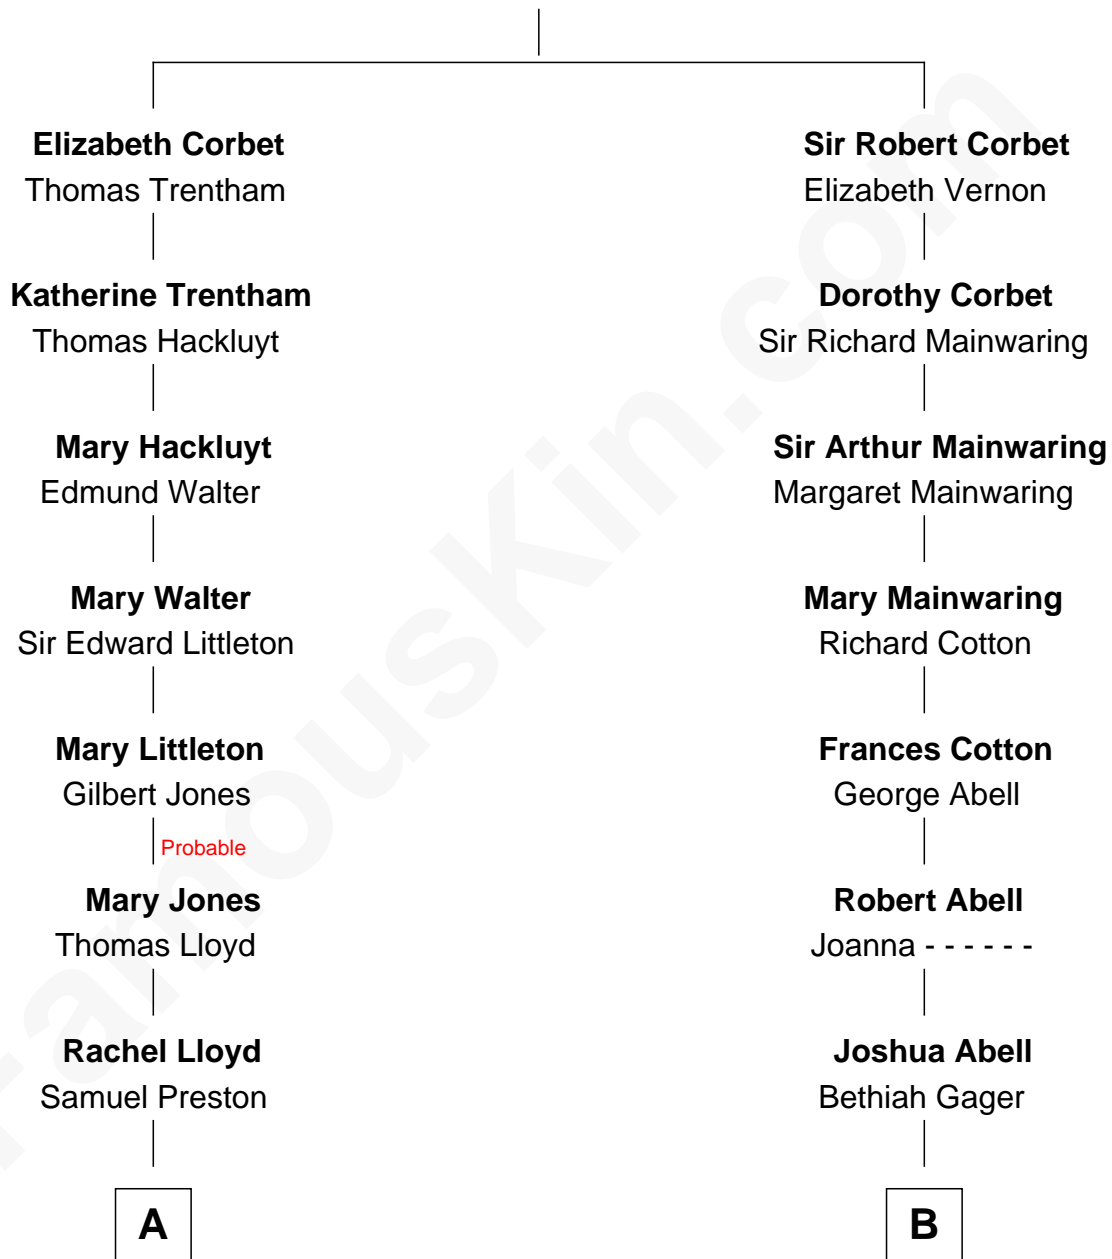 Elizabeth Corbet
Thomas Trentham
Katherine Trentham
Thomas Hackluyt
Mary Hackluyt
Edmund Walter
Mary Walter
Sir Edward Littleton
Mary Littleton
Gilbert Jones
Probable
Mary Jones
Thomas Lloyd
Rachel Lloyd
Samuel Preston
A
Sir Robert Corbet
Elizabeth Vernon
Dorothy Corbet
Sir Richard Mainwaring
Sir Arthur Mainwaring
Margaret Mainwaring
Mary Mainwaring
Richard Cotton
Frances Cotton
George Abell
Robert Abell
Joanna - - - - - -
Joshua Abell
Bethiah Gager
B
FamousKin.com